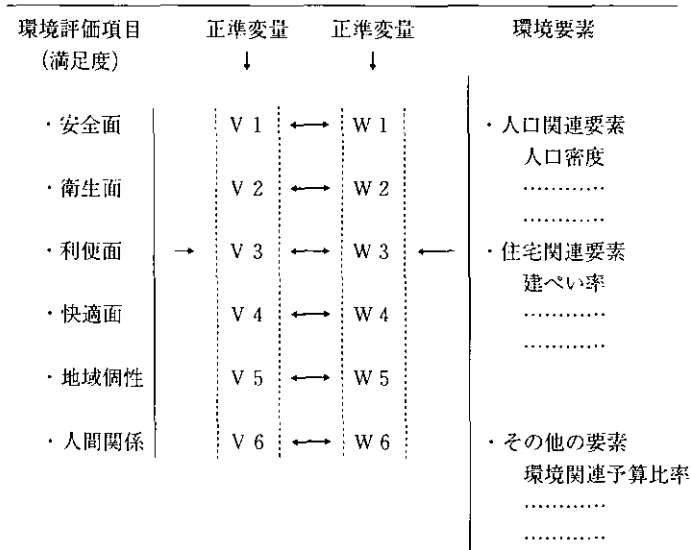 環境評価項目 正準変量 正準変量 環境要素
(満足度) ↓ ↓
・安全面 V 1 ←→ W 1 ・人口関連要素
人口密度
・衛生面 V 2 ←→ W 2 …………
…………
・利便面 → V 3 ←→ W 3 ← ・住宅関連要素
建ぺい率
・快適面 V 4 ←→ W 4 …………
…………
・地域個性 V 5 ←→ W 5
・人間関係 V 6 ←→ W 6 ・その他の要素
環境関連予算比率
…………
…………